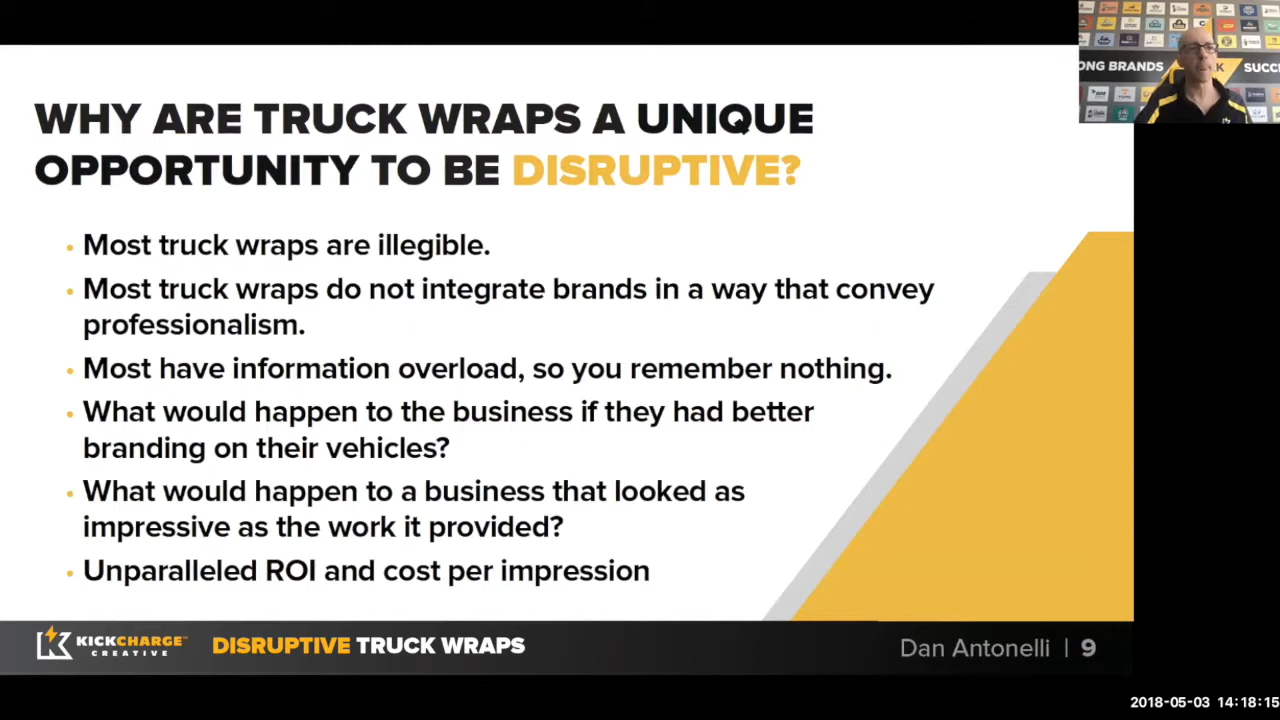 ONG BRANDS
K
SUCC
WHY ARE TRUCK WRAPS A UNIQUE
OPPORTUNITY TO BE DISRUPTIVE?
• Most truck wraps are illegible.
• Most truck wraps do not integrate brands in a way that convey
professionalism.
• Most have information overload, so you remember nothing.
• What would happen to the business if they had better
branding on their vehicles?
• What would happen to a business that looked as
impressive as the work it provided?
• Unparalleled ROI and cost per impression
KICKCHARGE™
CREATIVE
DISRUPTIVE TRUCK WRAPS
Dan Antonelli | 9
2018-05-03 14:18:15